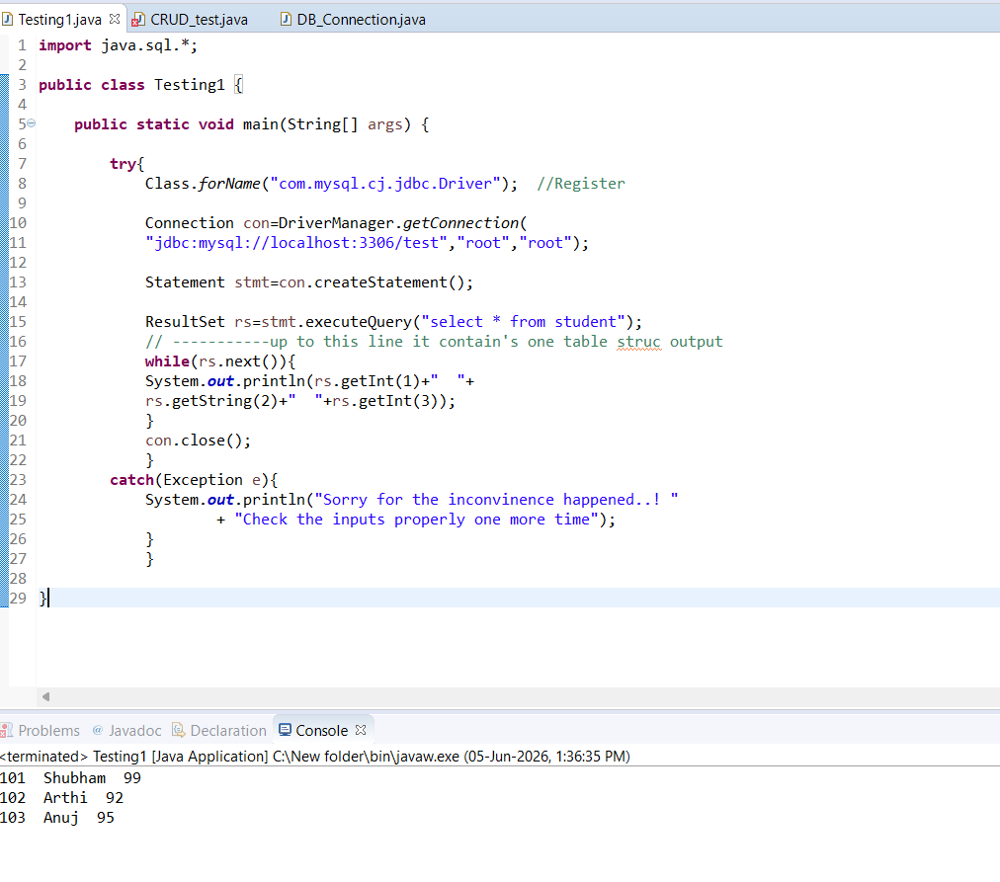 Testing1.java CRUD_test.java DB_Connection.java
1 import java.sql.*;
2
3 public class Testing1 {
4
5 public static void main(String[] args) {
6
7 try{
8 Class.forName("com.mysql.cj.jdbc.Driver"); //Register
9
10 Connection con=DriverManager.getConnection(
11 "jdbc:mysql://localhost:3306/test","root","root");
12
13 Statement stmt=con.createStatement();
14
15 ResultSet rs=stmt.executeQuery("select * from student");
16 // -----------up to this line it contain's one table struc output
17 while(rs.next()){
18 System.out.println(rs.getInt(1)+"  "+
19 rs.getString(2)+"  "+rs.getInt(3));
20 }
21 con.close();
22 }
23 catch(Exception e){
24 System.out.println("Sorry for the inconvinence happened..! "
25 + "Check the inputs properly one more time");
26 }
27 }
28
29 }
Problems @ Javadoc Declaration Console
<terminated> Testing1 [Java Application] C:\New folder\bin\javaw.exe (05-Jun-2026, 1:36:35 PM)
101  Shubham  99
102  Arthi  92
103  Anuj  95